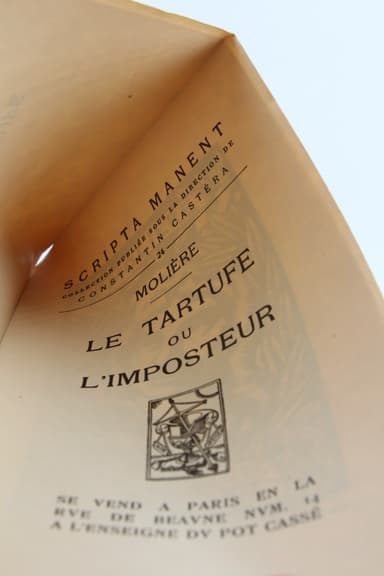 SCRIPTA MANENT
COLLECTION PUBLIÉE SOUS LA DIRECTION DE
CONSTANTIN CASTÉRA
24
MOLIÈRE
LE TARTUFE
OU
L'IMPOSTEUR
SE VEND A PARIS EN LA
RVE DE BEAVNE NVM. 14
A L'ENSEIGNE DV POT CASSÉ